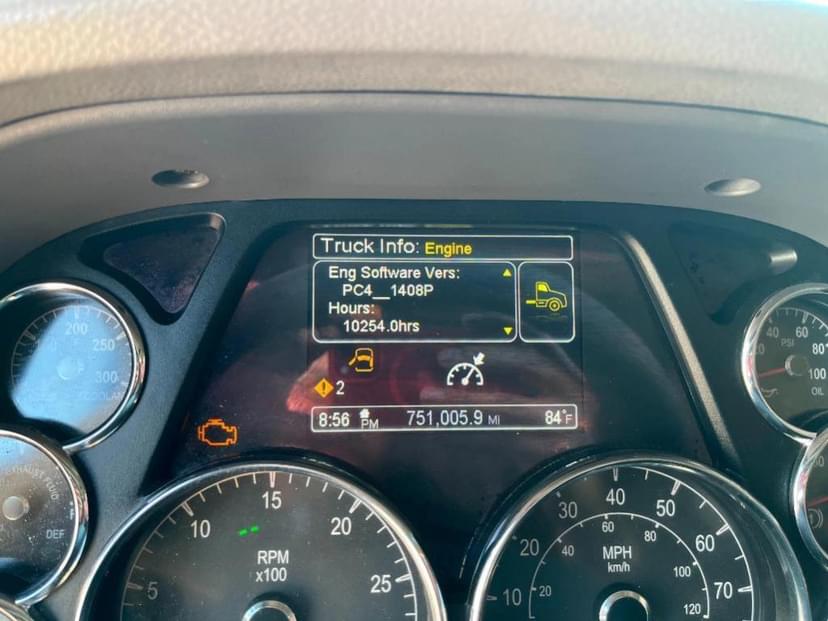 Truck Info: Engine
Eng Software Vers:
PC4__1408P
Hours:
10254.0hrs
2
8:56 PM 751,005.9 MI 84°F
200
250
300
40 60
80
100
PSI
OIL
DEF
5 10 15 20 25
RPM
x100
10 20 30 40 50 60 70
20 40 60 80 100 120
MPH
km/h